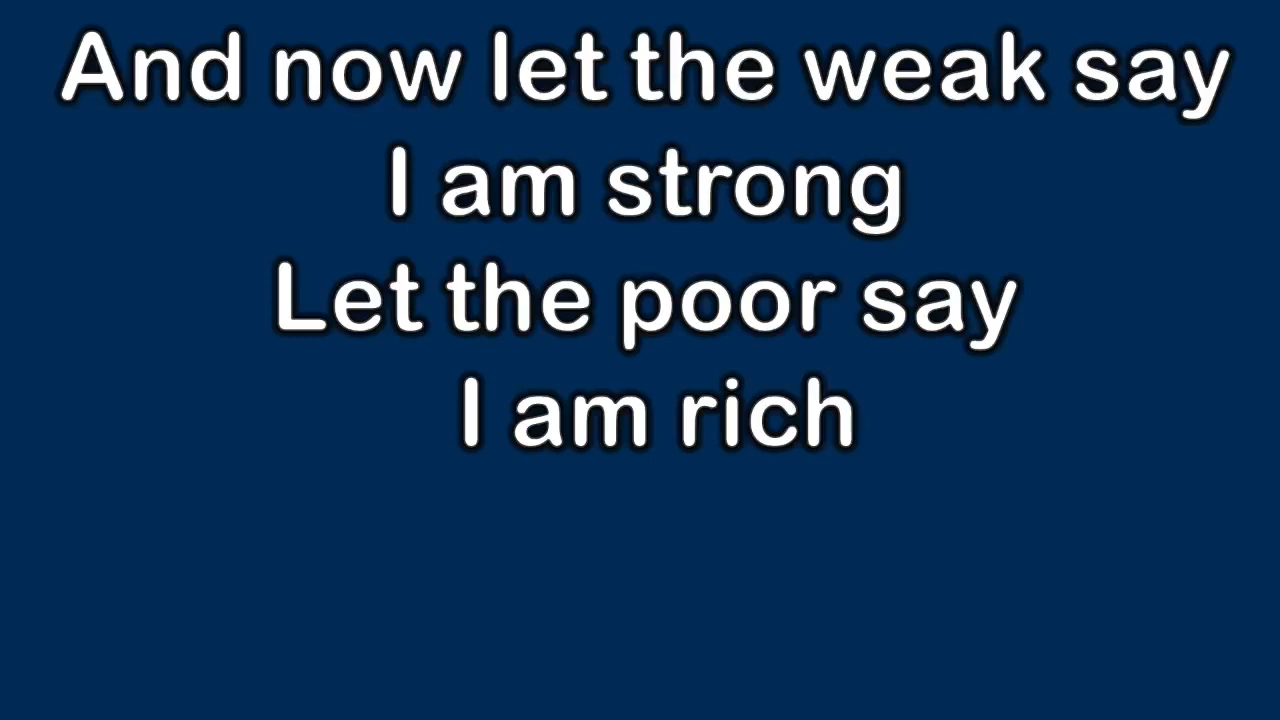 And now let the weak say
I am strong
Let the poor say
I am rich